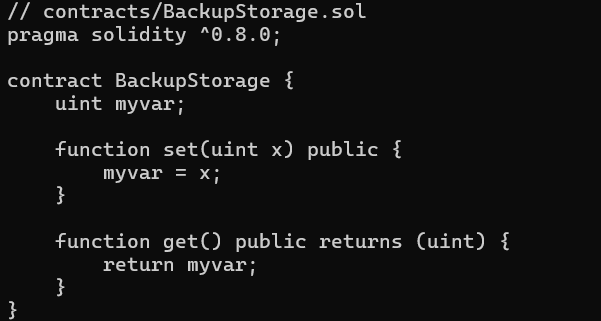 // contracts/BackupStorage.sol
pragma solidity ^0.8.0;

contract BackupStorage {
    uint myvar;

    function set(uint x) public {
        myvar = x;
    }

    function get() public returns (uint) {
        return myvar;
    }
}